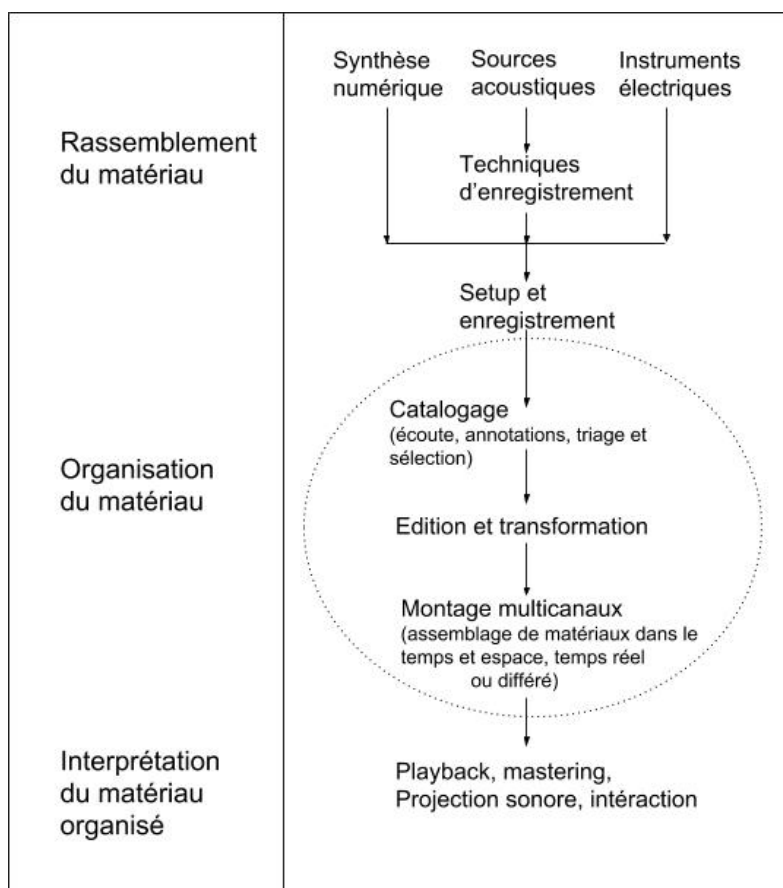 Rassemblement
du matériau
Synthèse
numérique
Sources
acoustiques
Instruments
électriques
Techniques
d'enregistrement
Setup et
enregistrement
Organisation
du matériau
Catalogage
(écoute, annotations, triage et
sélection)
Edition et transformation
Montage multicanaux
(assemblage de matériaux dans le
temps et espace, temps réel
ou différé)
Interprétation
du matériau
organisé
Playback, mastering,
Projection sonore, intéraction